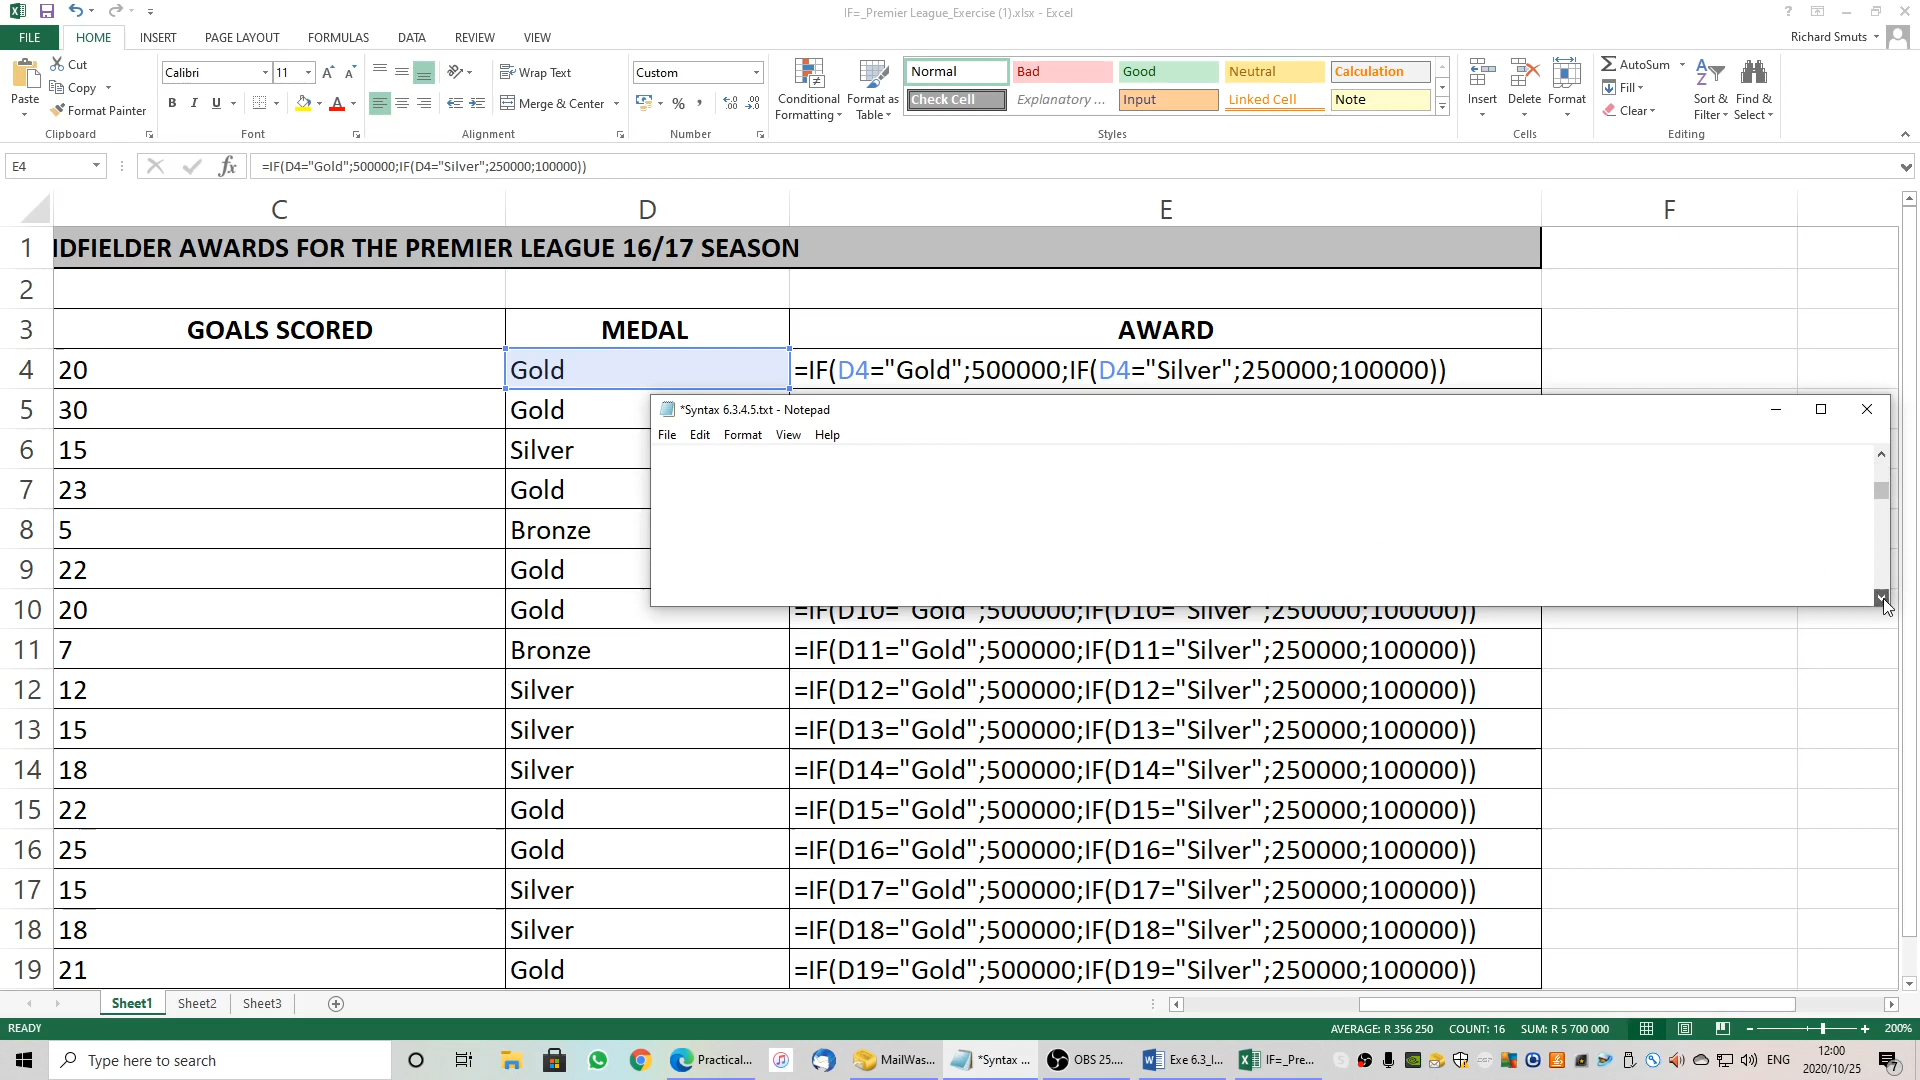 IF=_Premier League_Exercise (1).xlsx - Excel
FILE HOME INSERT PAGE LAYOUT FORMULAS DATA REVIEW VIEW
Richard Smuts
Paste
Cut
Copy
Format Painter
Clipboard
Calibri 11
B I U
Font
Wrap Text
Merge & Center
Alignment
Custom
%
Number
Conditional Formatting
Format as Table
Normal Bad Good Neutral Calculation
Check Cell Explanatory ... Input Linked Cell Note
Styles
Insert Delete Format
Cells
AutoSum
Fill
Clear
Sort & Filter
Find & Select
Editing
E4 fx =IF(D4="Gold";500000;IF(D4="Silver";250000;100000))
C D E F
1 IDFIELDER AWARDS FOR THE PREMIER LEAGUE 16/17 SEASON
2
3 GOALS SCORED MEDAL AWARD
4 20 Gold =IF(D4="Gold";500000;IF(D4="Silver";250000;100000))
5 30 Gold
6 15 Silver
7 23 Gold
8 5 Bronze
9 22 Gold
10 20 Gold =IF(D10="Gold";500000;IF(D10="Silver";250000;100000))
11 7 Bronze =IF(D11="Gold";500000;IF(D11="Silver";250000;100000))
12 12 Silver =IF(D12="Gold";500000;IF(D12="Silver";250000;100000))
13 15 Silver =IF(D13="Gold";500000;IF(D13="Silver";250000;100000))
14 18 Silver =IF(D14="Gold";500000;IF(D14="Silver";250000;100000))
15 22 Gold =IF(D15="Gold";500000;IF(D15="Silver";250000;100000))
16 25 Gold =IF(D16="Gold";500000;IF(D16="Silver";250000;100000))
17 15 Silver =IF(D17="Gold";500000;IF(D17="Silver";250000;100000))
18 18 Silver =IF(D18="Gold";500000;IF(D18="Silver";250000;100000))
19 21 Gold =IF(D19="Gold";500000;IF(D19="Silver";250000;100000))
*Syntax 6.3.4.5.txt - Notepad
File Edit Format View Help
Sheet1 Sheet2 Sheet3
READY AVERAGE: R 356 250 COUNT: 16 SUM: R 5 700 000 200%
Type here to search
Practical... MailWas... *Syntax ... OBS 25.... Exe 6.3_I... IF=_Pre...
ENG
12:00
2020/10/25
7